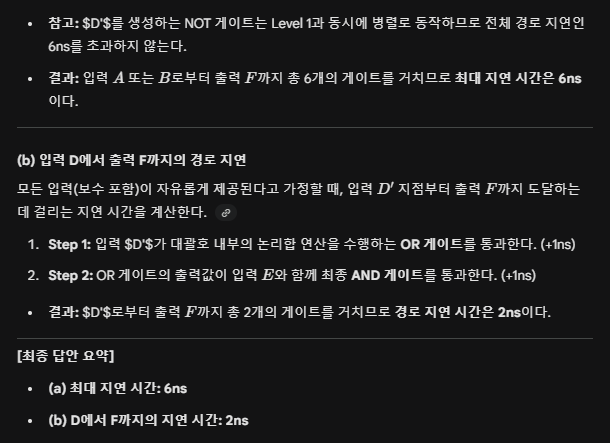 참고: $D'$를 생성하는 NOT 게이트는 Level 1과 동시에 병렬로 동작하므로 전체 경로 지연인
6ns를 초과하지 않는다.
결과: 입력 A 또는 B로부터 출력 F까지 총 6개의 게이트를 거치므로 최대 지연 시간은 6ns
이다.
(b) 입력 D에서 출력 F까지의 경로 지연
모든 입력(보수 포함)이 자유롭게 제공된다고 가정할 때, 입력 D' 지점부터 출력 F까지 도달하는
데 걸리는 지연 시간을 계산한다.
1. Step 1: 입력 $D'$가 대괄호 내부의 논리합 연산을 수행하는 OR 게이트를 통과한다. (+1ns)
2. Step 2: OR 게이트의 출력값이 입력 E와 함께 최종 AND 게이트를 통과한다. (+1ns)
결과: $D'$로부터 출력 F까지 총 2개의 게이트를 거치므로 경로 지연 시간은 2ns이다.
[최종 답안 요약]
(a) 최대 지연 시간: 6ns
(b) D에서 F까지의 지연 시간: 2ns